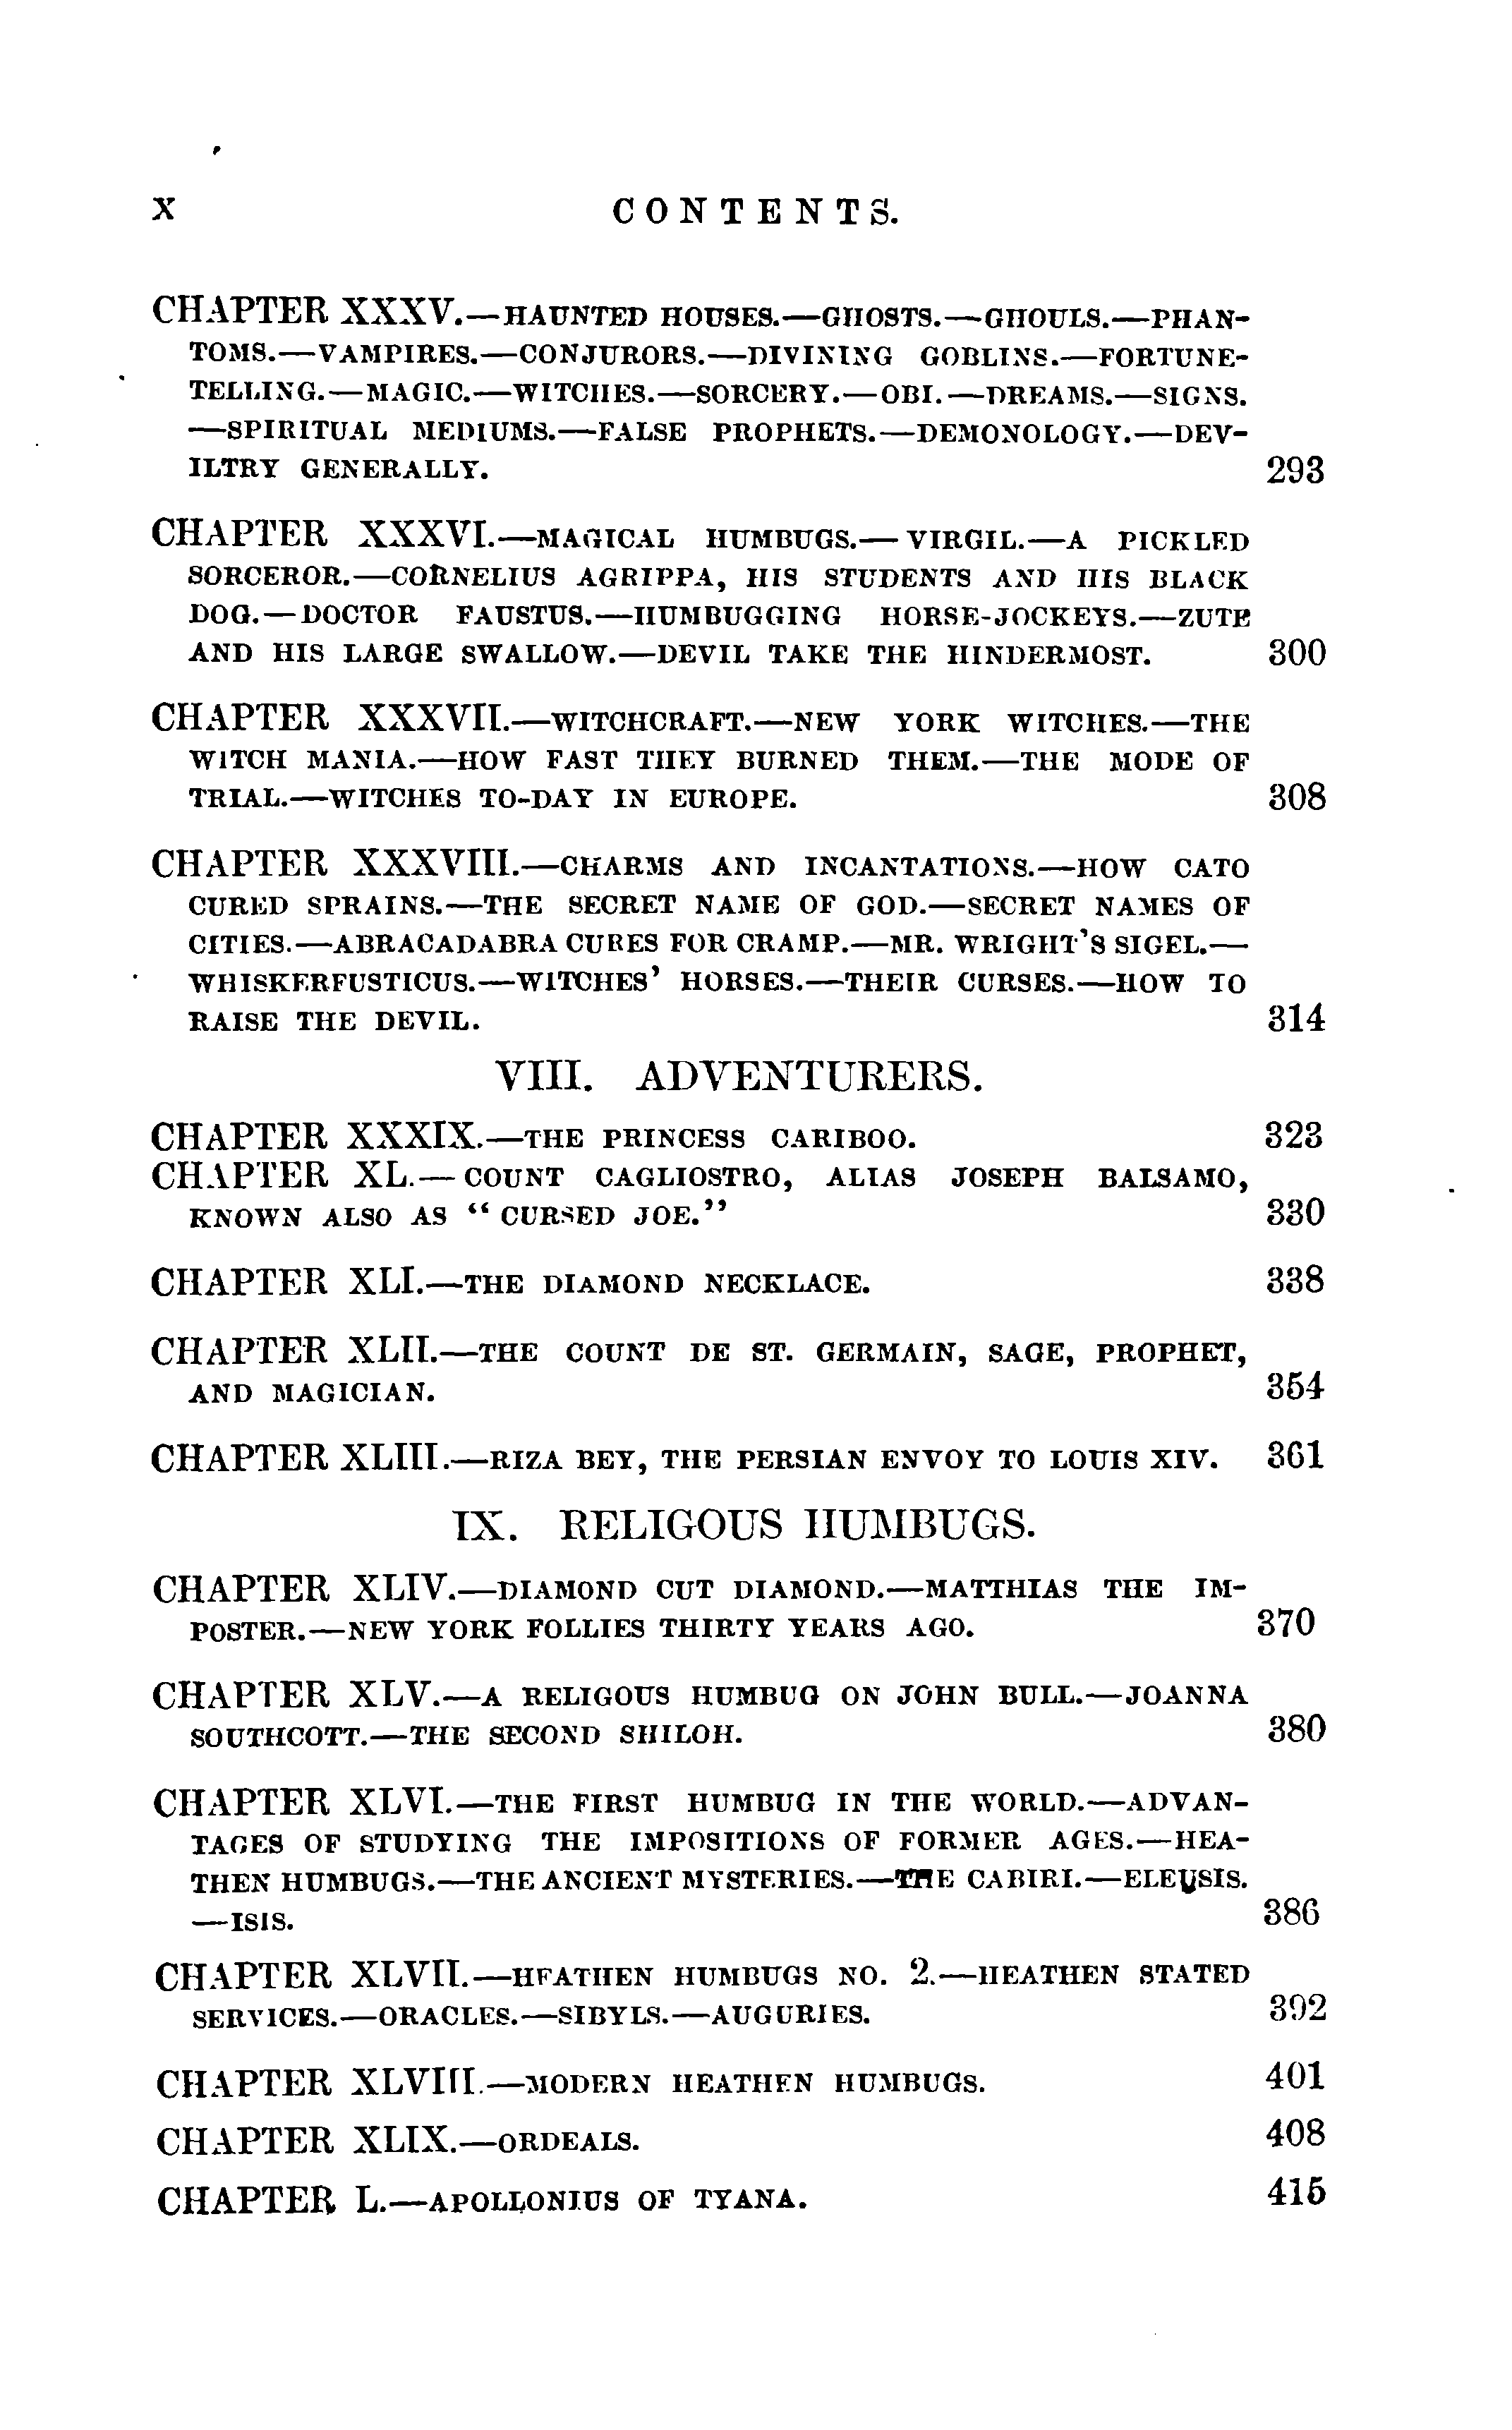 X CONTENTS.
CHAPTER XXXV.—HAUNTED HOUSES.—GHOSTS.—GHOULS.—PHAN-
TOMS.—VAMPIRES.—CONJURORS.—DIVINING GOBLINS.—FORTUNE-
TELLING.—MAGIC.—WITCHES.—SORCERY.—OBI.—DREAMS.—SIGNS.
—SPIRITUAL MEDIUMS.—FALSE PROPHETS.—DEMONOLOGY.—DEV-
ILTRY GENERALLY. 293
CHAPTER XXXVI.—MAGICAL HUMBUGS.—VIRGIL.—A PICKLED
SORCEROR.—CORNELIUS AGRIPPA, HIS STUDENTS AND HIS BLACK
DOG.—DOCTOR FAUSTUS.—HUMBUGGING HORSE-JOCKEYS.—ZUTE
AND HIS LARGE SWALLOW.—DEVIL TAKE THE HINDERMOST. 300
CHAPTER XXXVII.—WITCHCRAFT.—NEW YORK WITCHES.—THE
WITCH MANIA.—HOW FAST THEY BURNED THEM.—THE MODE OF
TRIAL.—WITCHES TO-DAY IN EUROPE. 308
CHAPTER XXXVIII.—CHARMS AND INCANTATIONS.—HOW CATO
CURED SPRAINS.—THE SECRET NAME OF GOD.—SECRET NAMES OF
CITIES.—ABRACADABRA CURES FOR CRAMP.—MR. WRIGHT'S SIGEL.—
WHISKERFUSTICUS.—WITCHES' HORSES.—THEIR CURSES.—HOW TO
RAISE THE DEVIL. 314
VIII. ADVENTURERS.
CHAPTER XXXIX.—THE PRINCESS CARIBOO. 323
CHAPTER XL.—COUNT CAGLIOSTRO, ALIAS JOSEPH BALSAMO,
KNOWN ALSO AS "CURSED JOE." 330
CHAPTER XLI.—THE DIAMOND NECKLACE. 338
CHAPTER XLII.—THE COUNT DE ST. GERMAIN, SAGE, PROPHET,
AND MAGICIAN. 354
CHAPTER XLIII.—RIZA BEY, THE PERSIAN ENVOY TO LOUIS XIV. 361
IX. RELIGOUS HUMBUGS.
CHAPTER XLIV.—DIAMOND CUT DIAMOND.—MATTHIAS THE IM-
POSTER.—NEW YORK FOLLIES THIRTY YEARS AGO. 370
CHAPTER XLV.—A RELIGOUS HUMBUG ON JOHN BULL.—JOANNA
SOUTHCOTT.—THE SECOND SHILOH. 380
CHAPTER XLVI.—THE FIRST HUMBUG IN THE WORLD.—ADVAN-
TAGES OF STUDYING THE IMPOSITIONS OF FORMER AGES.—HEA-
THEN HUMBUGS.—THE ANCIENT MYSTERIES.—THE CABIRI.—ELEUSIS.
—ISIS. 386
CHAPTER XLVII.—HEATHEN HUMBUGS NO. 2.—HEATHEN STATED
SERVICES.—ORACLES.—SIBYLS.—AUGURIES. 392
CHAPTER XLVIII.—MODERN HEATHEN HUMBUGS. 401
CHAPTER XLIX.—ORDEALS. 408
CHAPTER L.—APOLLONIUS OF TYANA. 415